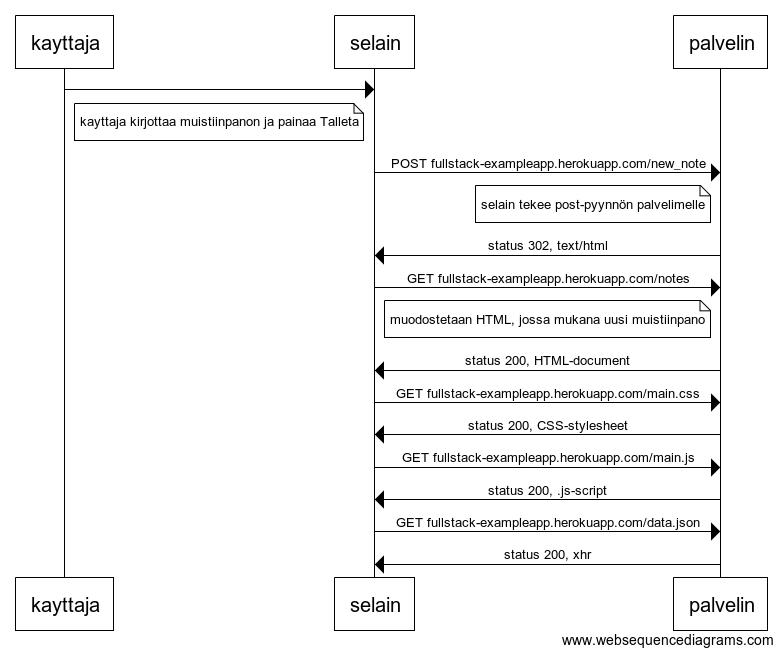 kayttaja
selain
palvelin
kayttaja kirjottaa muistiinpanon ja painaa Talleta
POST fullstack-exampleapp.herokuapp.com/new_note
selain tekee post-pyynnön palvelimelle
status 302, text/html
GET fullstack-exampleapp.herokuapp.com/notes
muodostetaan HTML, jossa mukana uusi muistiinpano
status 200, HTML-document
GET fullstack-exampleapp.herokuapp.com/main.css
status 200, CSS-stylesheet
GET fullstack-exampleapp.herokuapp.com/main.js
status 200, .js-script
GET fullstack-exampleapp.herokuapp.com/data.json
status 200, xhr
kayttaja
selain
palvelin
www.websequencediagrams.com